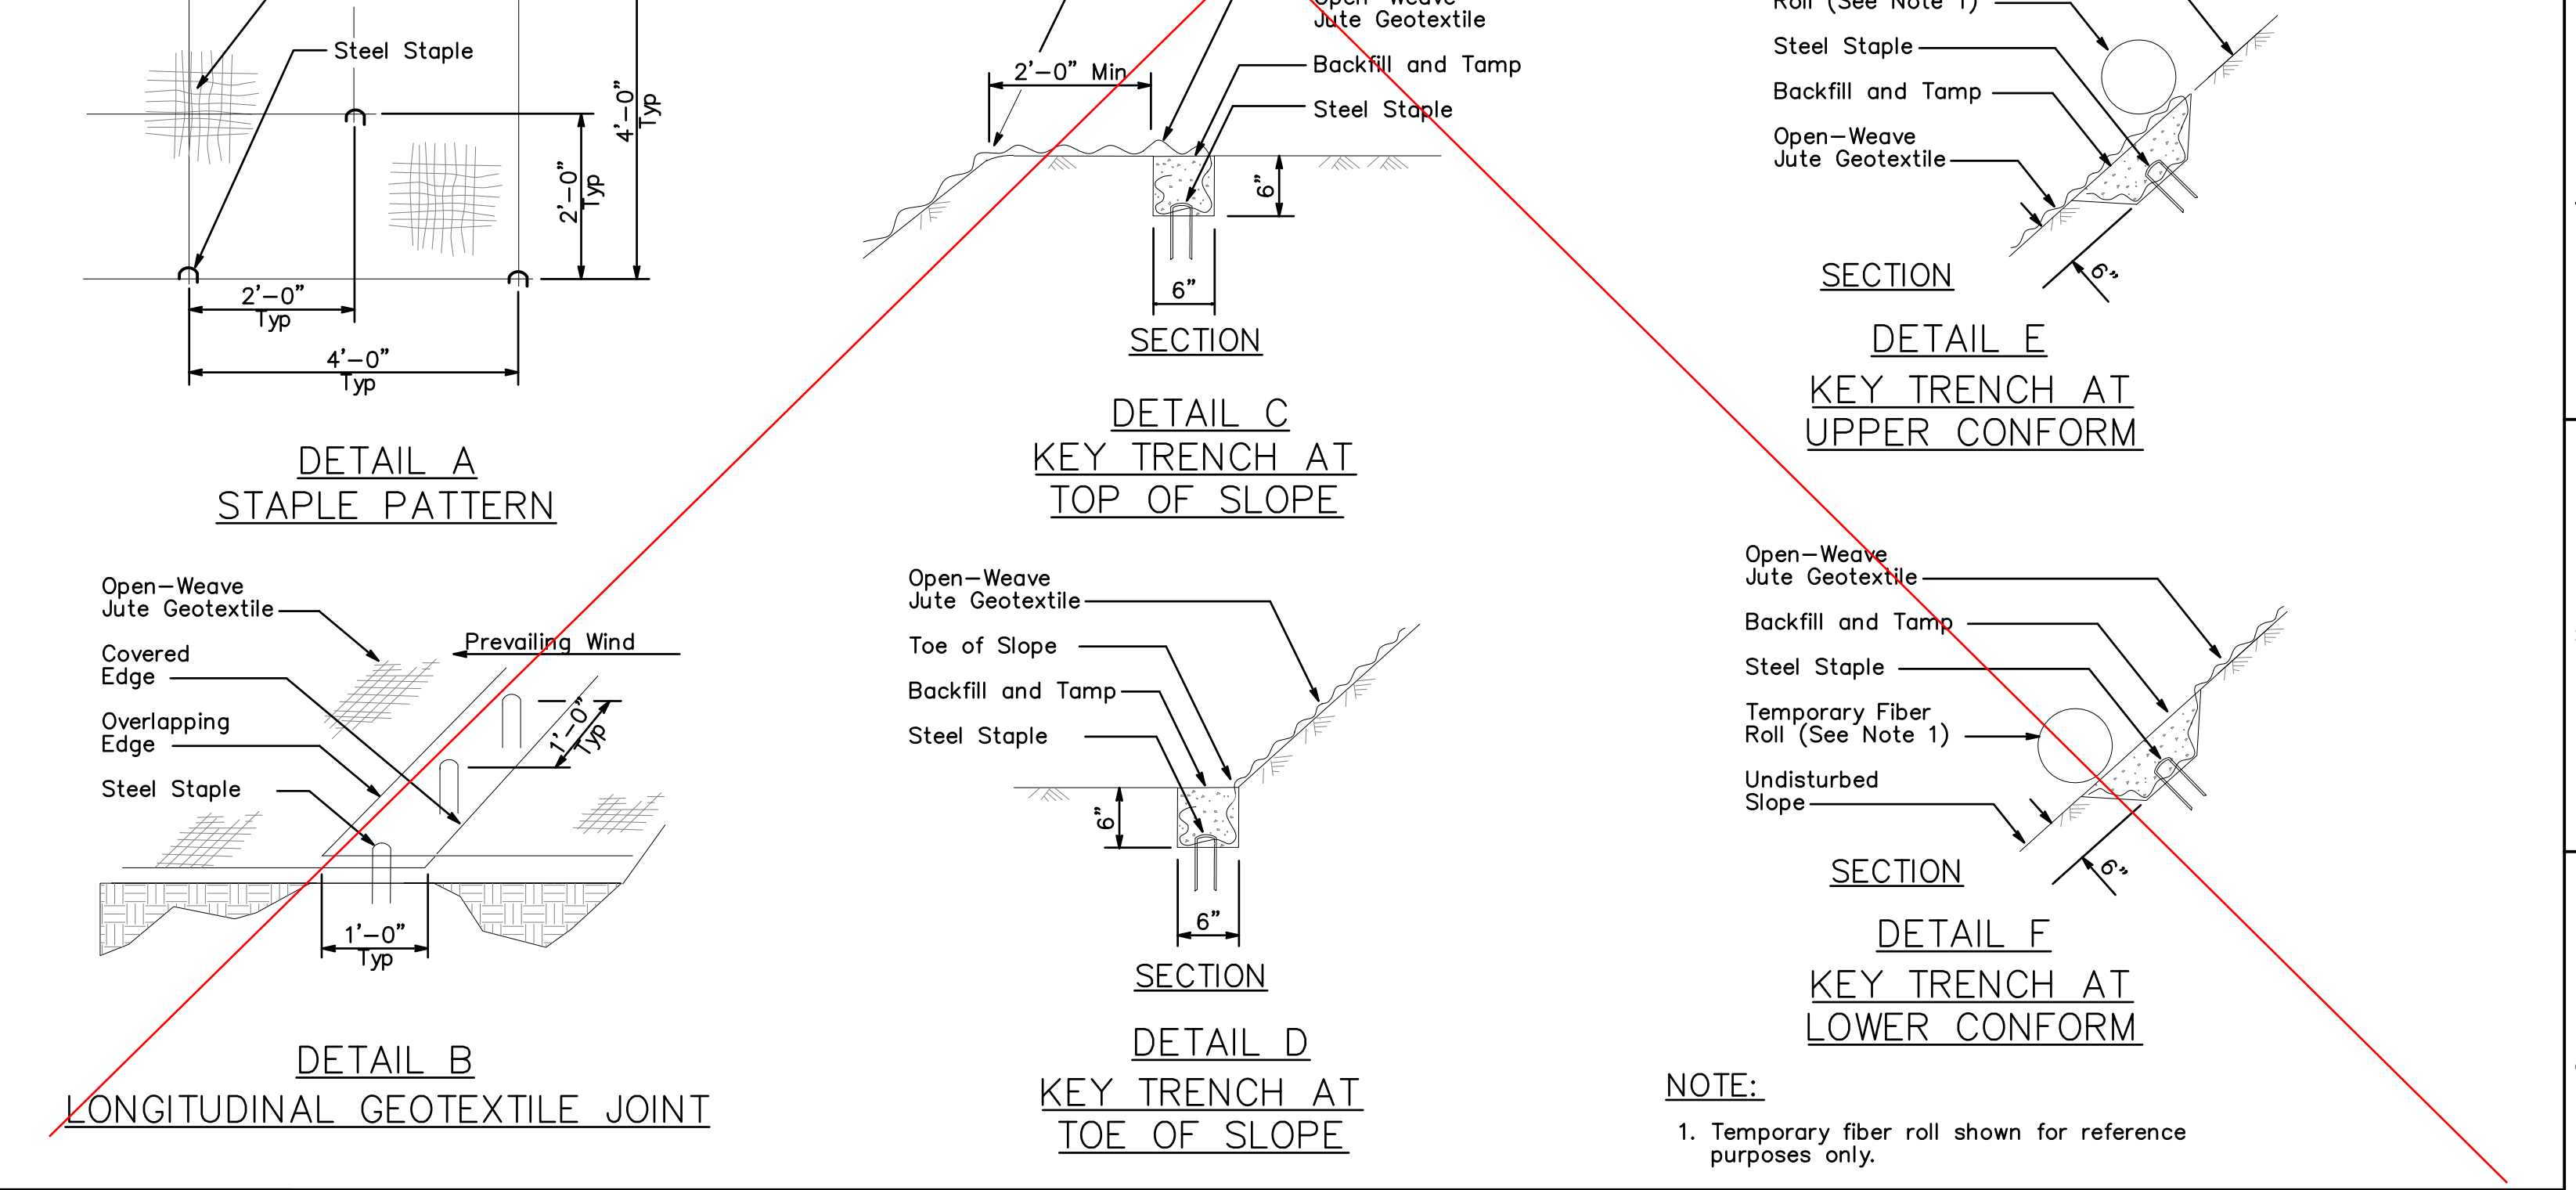 Steel Staple
4'-0"
Typ
2'-0"
Typ
2'-0"
Typ
4'-0"
Typ
DETAIL A
STAPLE PATTERN
Open-Weave
Jute Geotextile
Covered
Edge
Overlapping
Edge
Steel Staple
Prevailing Wind
1'-0"
Typ
1'-0"
Typ
DETAIL B
LONGITUDINAL GEOTEXTILE JOINT
Open-Weave
Jute Geotextile
Backfill and Tamp
Steel Staple
2'-0" Min
6"
6"
SECTION
DETAIL C
KEY TRENCH AT
TOP OF SLOPE
Open-Weave
Jute Geotextile
Toe of Slope
Backfill and Tamp
Steel Staple
6"
6"
SECTION
DETAIL D
KEY TRENCH AT
TOE OF SLOPE
Roll (See Note 1)
Steel Staple
Backfill and Tamp
Open-Weave
Jute Geotextile
6"
SECTION
DETAIL E
KEY TRENCH AT
UPPER CONFORM
Open-Weave
Jute Geotextile
Backfill and Tamp
Steel Staple
Temporary Fiber
Roll (See Note 1)
Undisturbed
Slope
6"
SECTION
DETAIL F
KEY TRENCH AT
LOWER CONFORM
NOTE:
1. Temporary fiber roll shown for reference
purposes only.